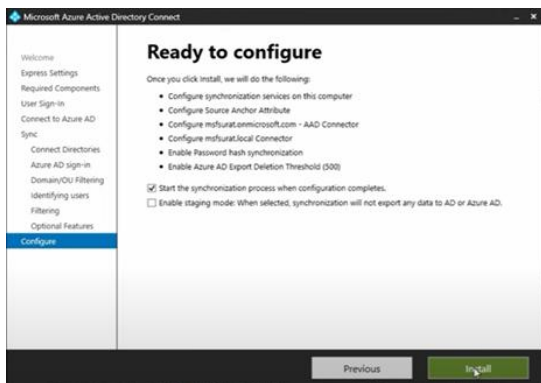 Microsoft Azure Active Directory Connect
Welcome
Express Settings
Required Components
User Sign-In
Connect to Azure AD
Sync
Connect Directories
Azure AD sign-in
Domain/OU Filtering
Identifying users
Filtering
Optional Features
Configure
Ready to configure
Once you click Install, we will do the following:
• Configure synchronization services on this computer
• Configure Source Anchor Attribute
• Configure msfsurat.onmicrosoft.com - AAD Connector
• Configure msfsurat.local Connector
• Enable Password hash synchronization
• Enable Azure AD Export Deletion Threshold (500)
Start the synchronization process when configuration completes.
Enable staging mode: When selected, synchronization will not export any data to AD or Azure AD.
Previous
Install